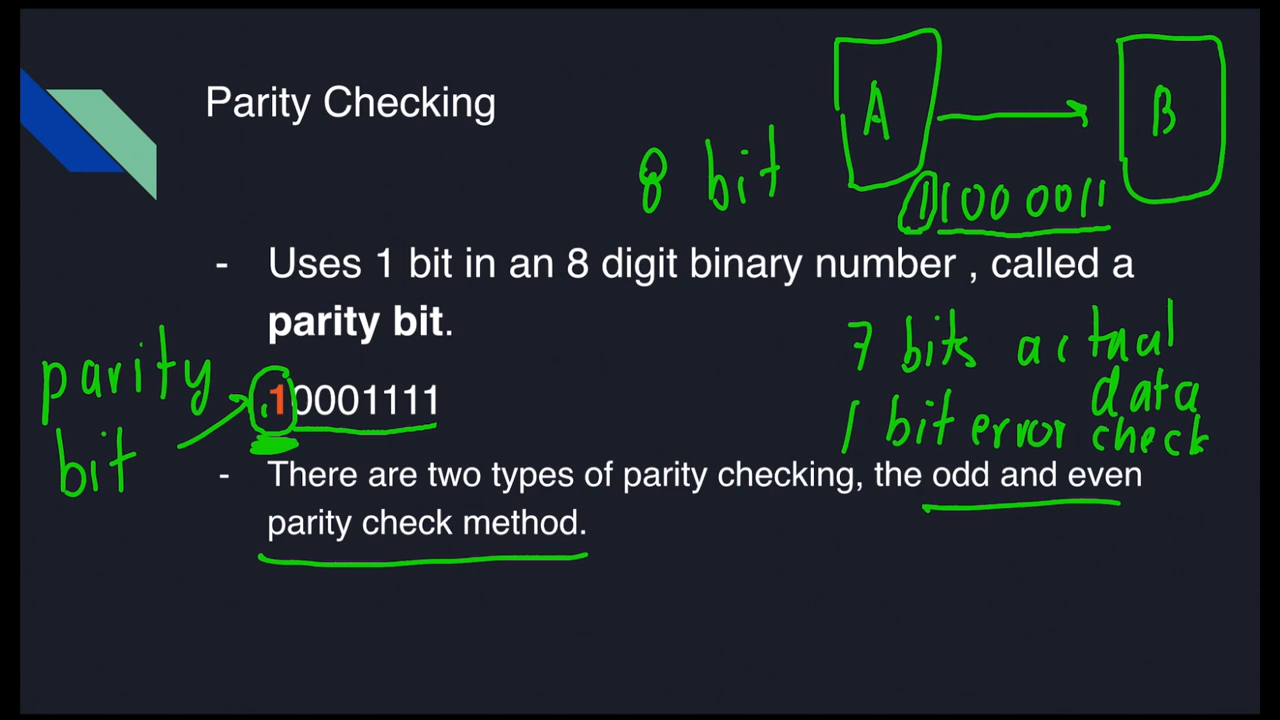 Parity Checking
A
B
8 bit
11000011
- Uses 1 bit in an 8 digit binary number , called a
parity bit.
7 bits actual
data
parity
bit
10001111
1 bit error check
- There are two types of parity checking, the odd and even
parity check method.